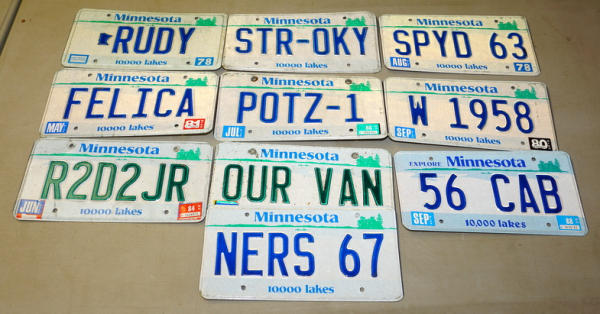 Minnesota
RUDY
78
10000 lakes
Minnesota
STR-OKY
10000 lakes
Minnesota
SPYD 63
AUG
10000 lakes
78
Minnesota
FELICA
MAY
10000 lakes
84
Minnesota
POTZ-1
JUL
10000 lakes
Minnesota
W 1958
SEP
10000 lakes
80
Minnesota
R2D2JR
JUN
10000 lakes
84
Minnesota
OUR VAN
Minnesota
NERS 67
10000 lakes
EXPLORE Minnesota
56 CAB
SEP
10,000 lakes
88